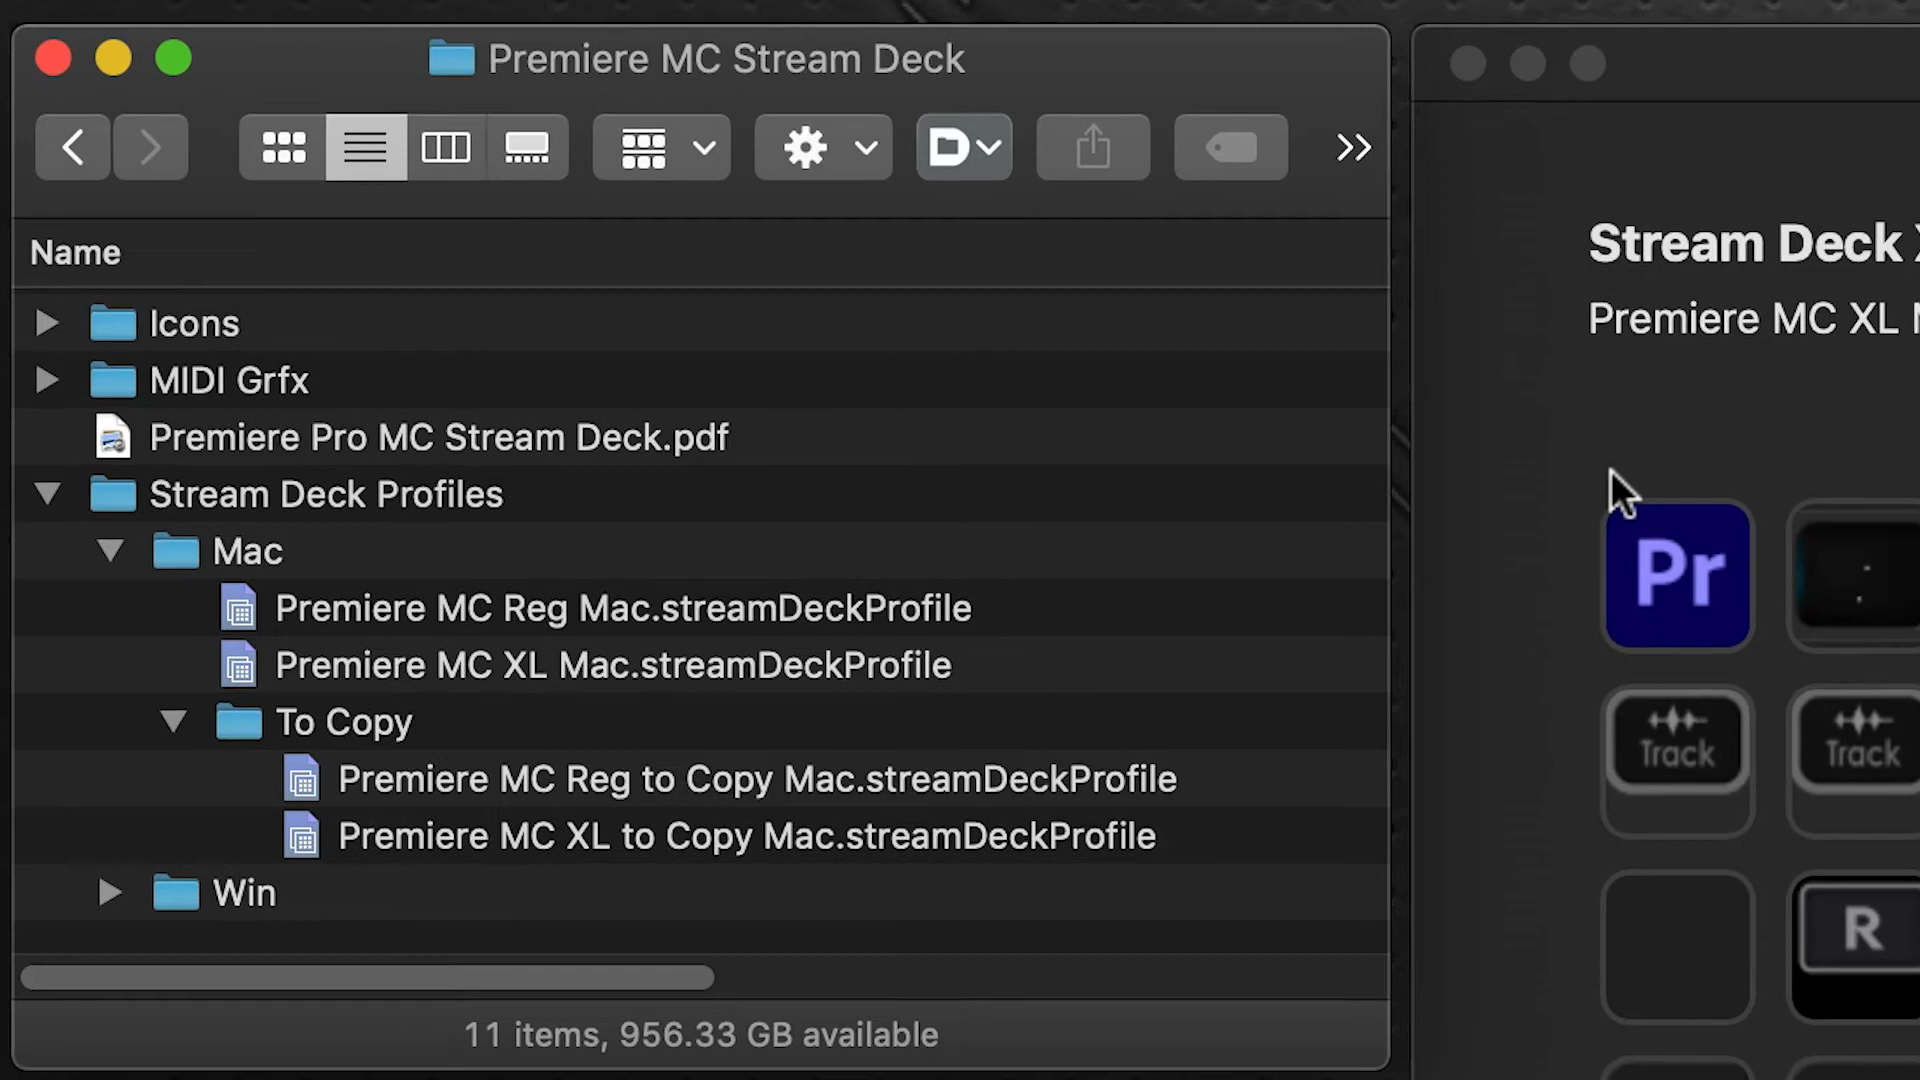 Premiere MC Stream Deck
Name
Icons
MIDI Grfx
Premiere Pro MC Stream Deck.pdf
Stream Deck Profiles
Mac
Premiere MC Reg Mac.streamDeckProfile
Premiere MC XL Mac.streamDeckProfile
To Copy
Premiere MC Reg to Copy Mac.streamDeckProfile
Premiere MC XL to Copy Mac.streamDeckProfile
Win
11 items, 956.33 GB available
Stream Deck
Premiere MC XL
Pr
Track
Track
R